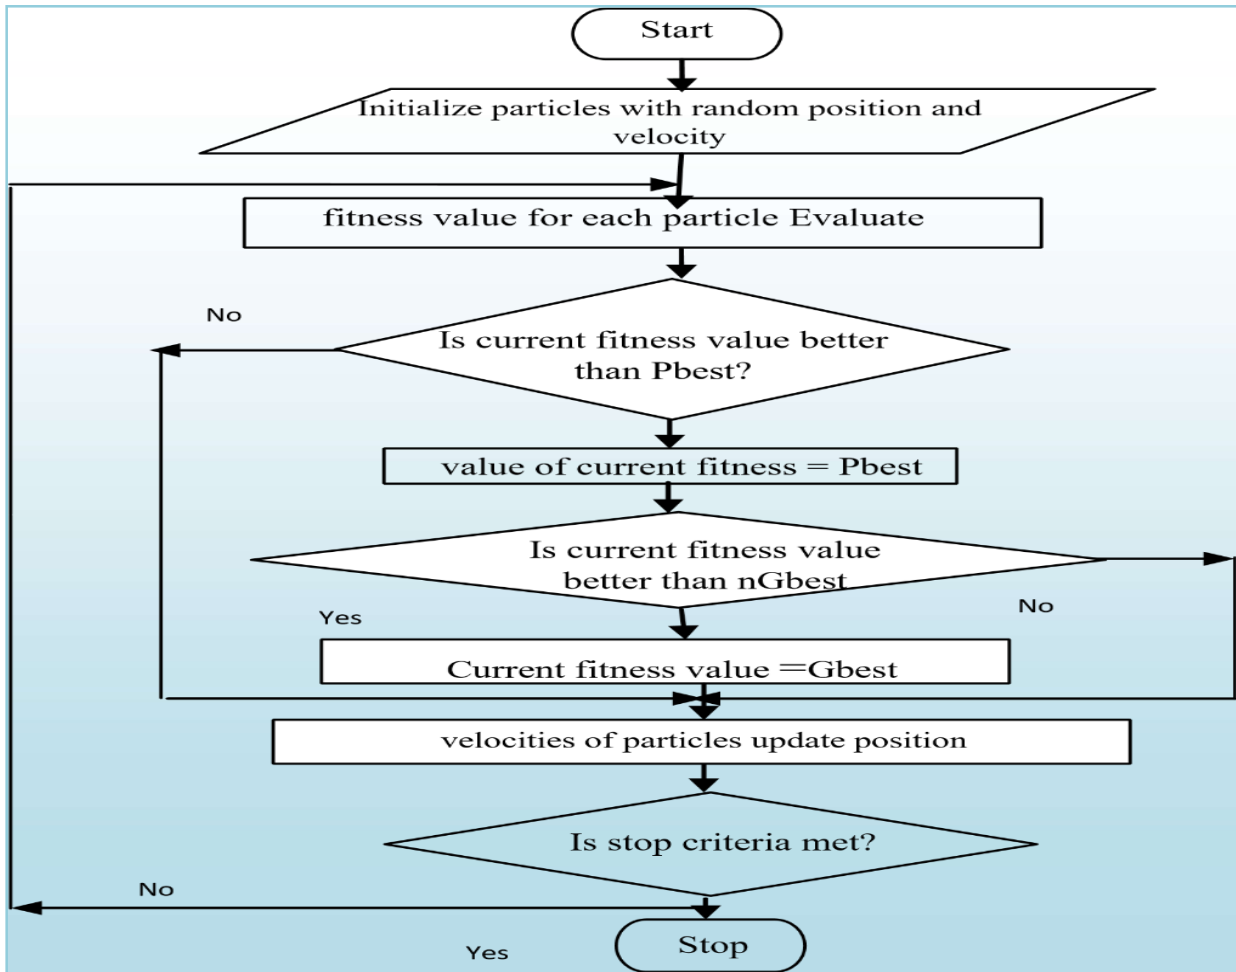 Start
Initialize particles with random position and
velocity
fitness value for each particle Evaluate
No
Is current fitness value better
than Pbest?
value of current fitness = Pbest
Is current fitness value
better than nGbest
Yes
No
Current fitness value =Gbest
velocities of particles update position
Is stop criteria met?
No
Yes
Stop